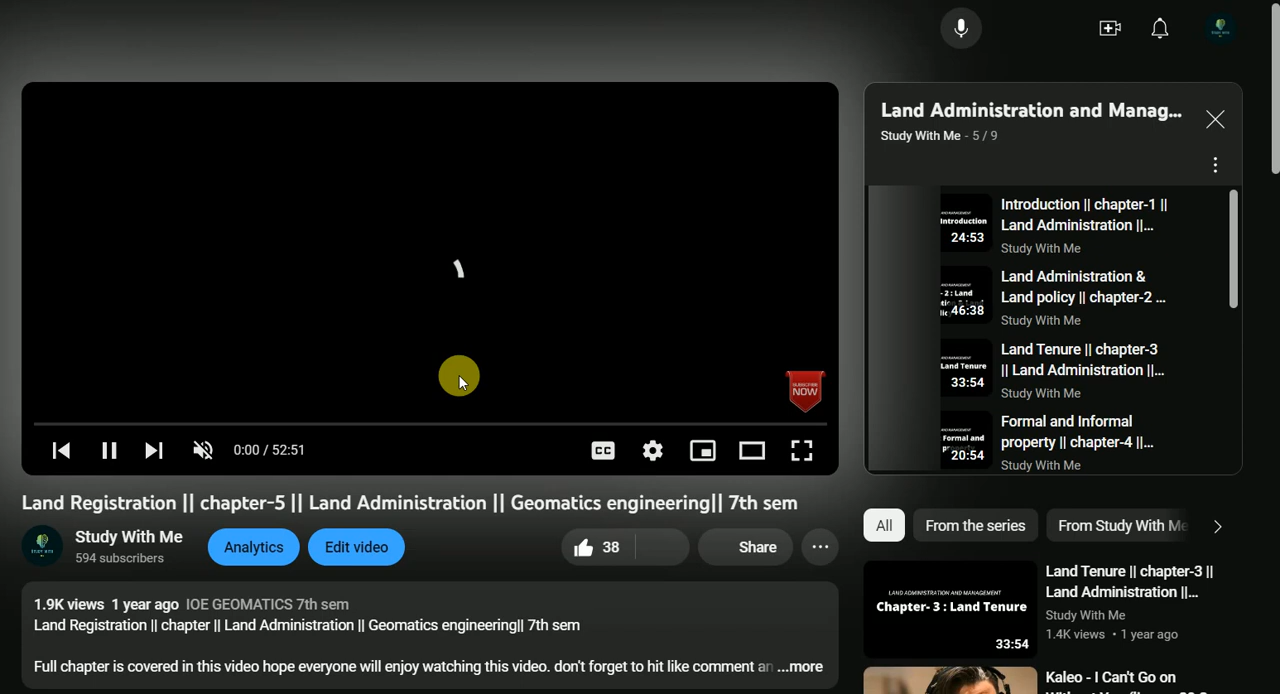 Land Administration and Manag...
Study With Me - 5 / 9
Introduction || chapter-1 ||
Land Administration ||...
Study With Me
Introduction
24:53
Land Administration &
Land policy || chapter-2 ...
Study With Me
- 2 : Land
46:38
Land Tenure || chapter-3
|| Land Administration ||...
Study With Me
Land Tenure
33:54
Formal and Informal
property || chapter-4 ||...
Study With Me
Formal and
20:54
SUBSCRIBE
NOW
0:00 / 52:51
CC
Land Registration || chapter-5 || Land Administration || Geomatics engineering|| 7th sem
Study With Me
594 subscribers
Analytics
Edit video
38
Share
1.9K views 1 year ago IOE GEOMATICS 7th sem
Land Registration || chapter || Land Administration || Geomatics engineering|| 7th sem
Full chapter is covered in this video hope everyone will enjoy watching this video. don't forget to hit like comment an ...more
All
From the series
From Study With Me
LAND ADMINISTRATION AND MANAGEMENT
Chapter- 3 : Land Tenure
33:54
Land Tenure || chapter-3 ||
Land Administration ||...
Study With Me
1.4K views • 1 year ago
Kaleo - I Can't Go on